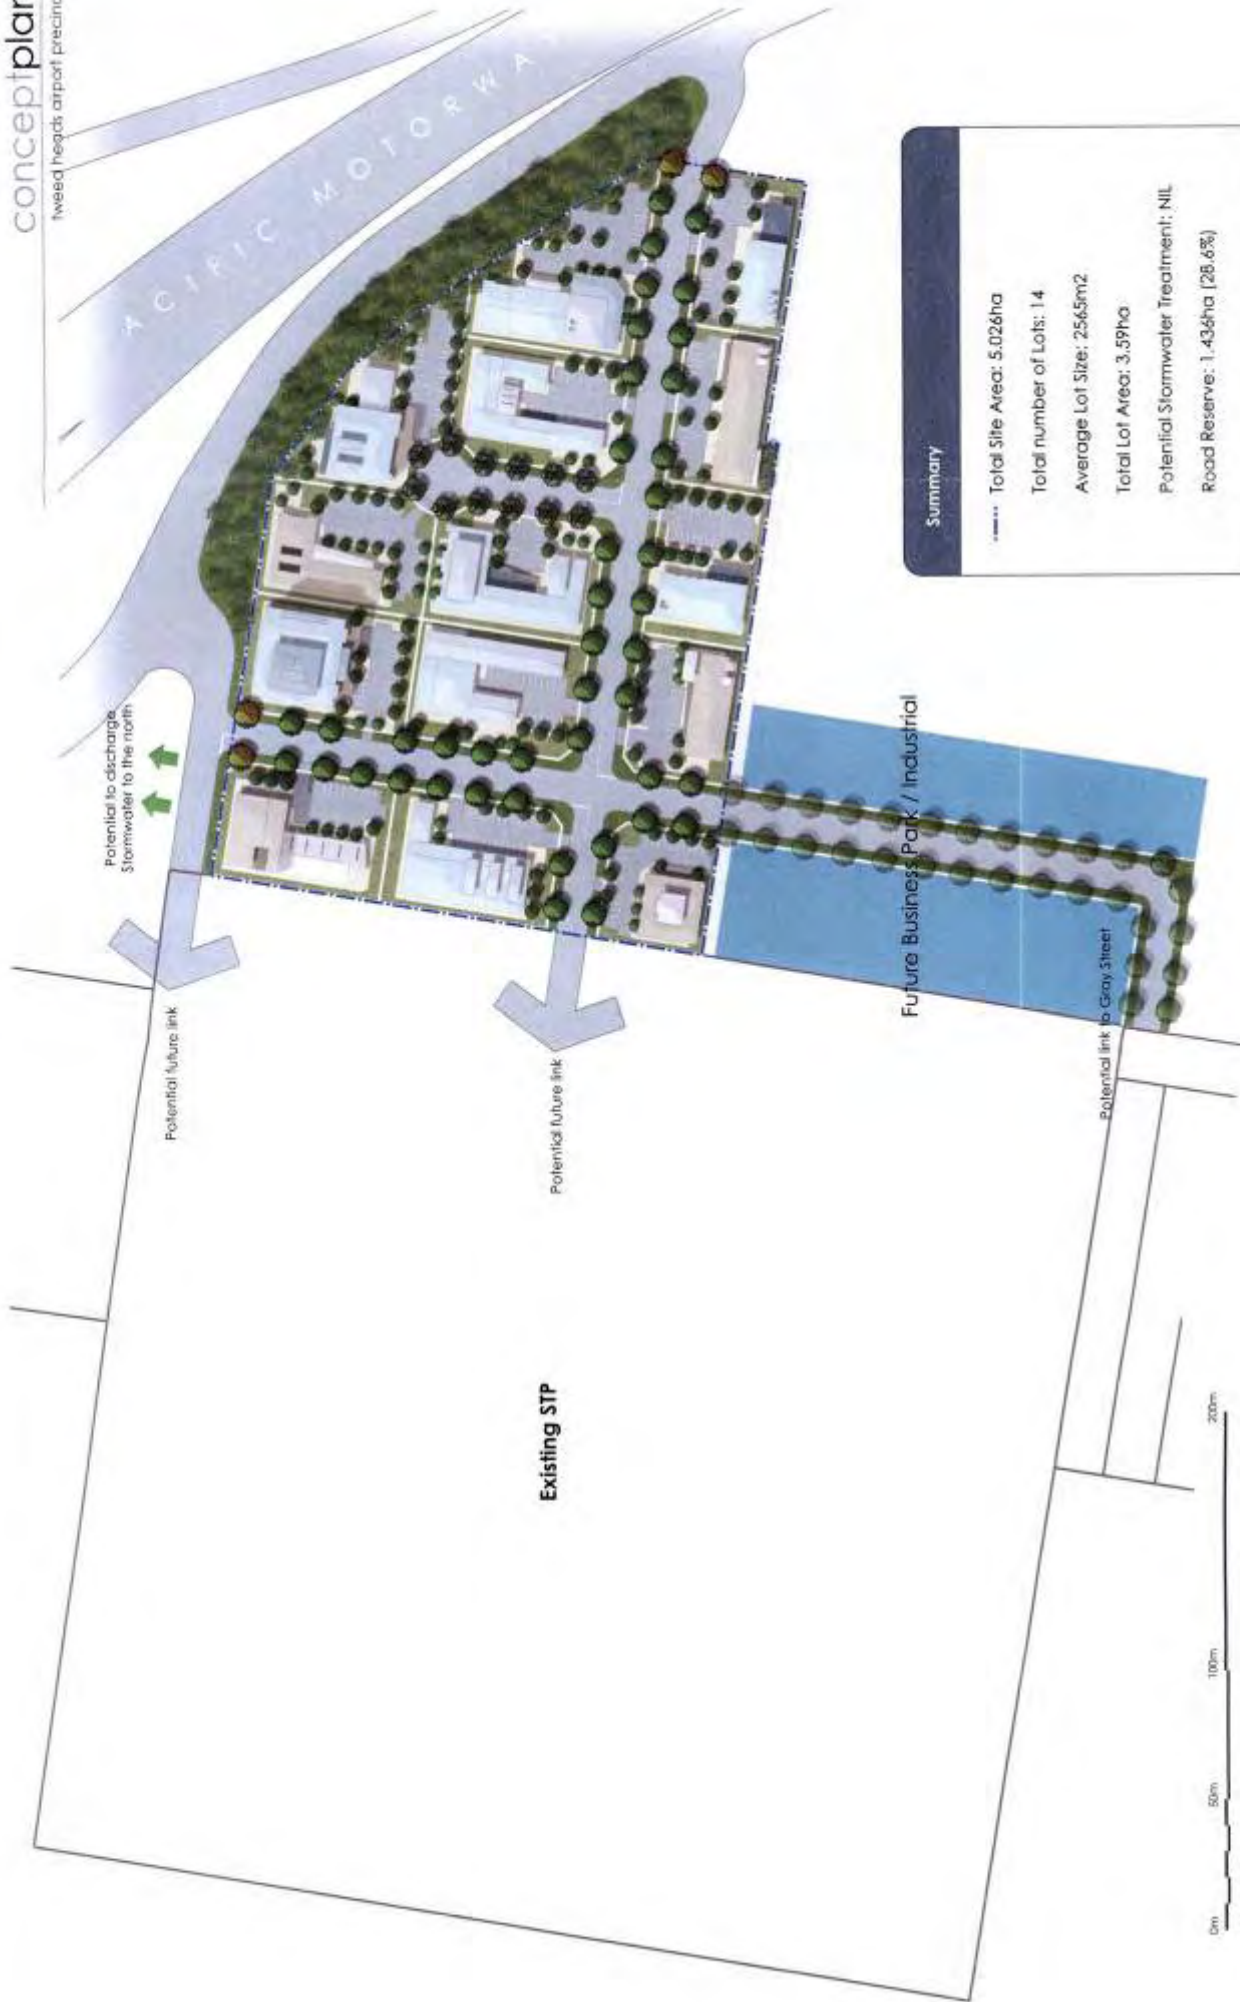 conceptplan
tweed heads airport precinc
ACIFIC MOTORWA
Potential to discharge
Stormwater to the north
Potential future link
Potential future link
Existing STP
Future Business Park / Industrial
Potential link to Gray Street
Summary
Total Site Area: 5.026ha
Total number of Lots: 14
Average Lot Size: 2565m2
Total Lot Area: 3.59ha
Potential Stormwater Treatment: NIL
Road Reserve: 1.436ha (28.6%)
0m 50m 100m 200m